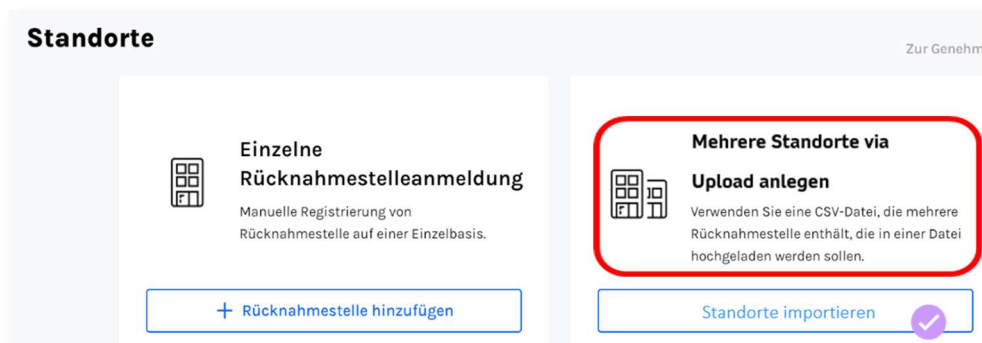 Standorte
Zur Genehm
Einzelne
Rücknahmestelleanmeldung
Manuelle Registrierung von
Rücknahmestelle auf einer Einzelbasis.
+ Rücknahmestelle hinzufügen
Mehrere Standorte via
Upload anlegen
Verwenden Sie eine CSV-Datei, die mehrere
Rücknahmestelle enthält, die in einer Datei
hochgeladen werden sollen.
Standorte importieren